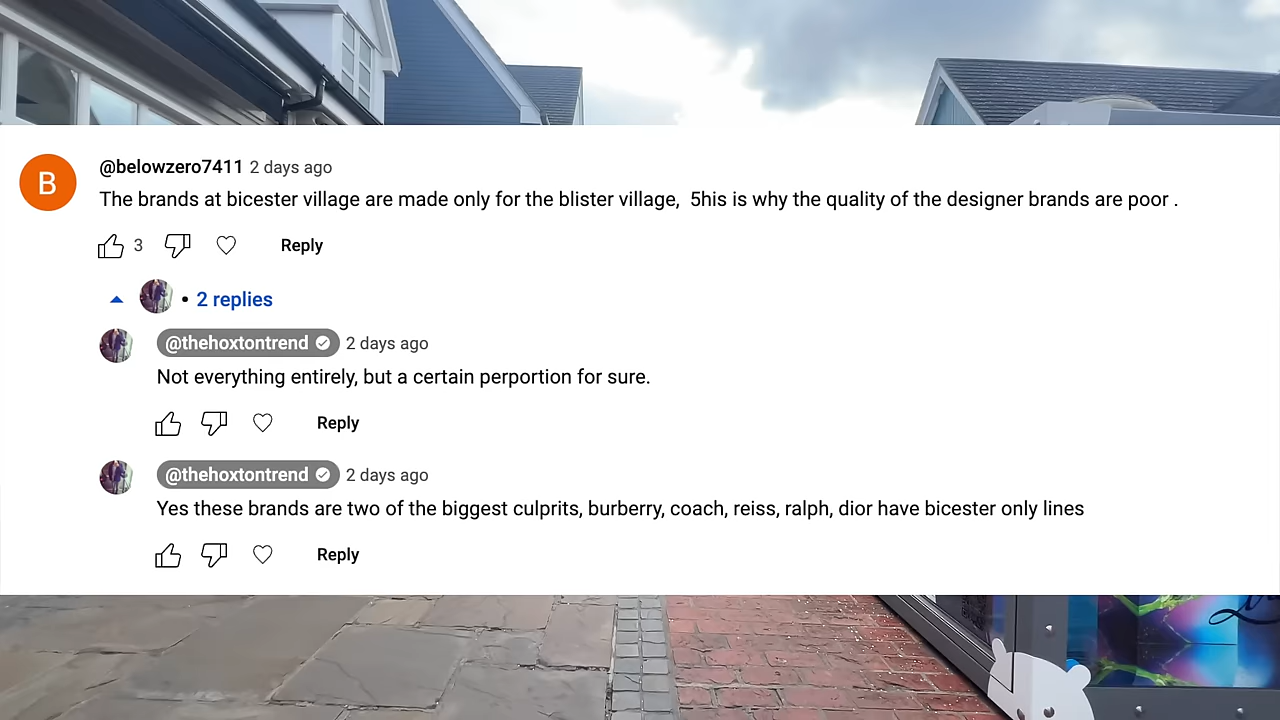 B
@belowzero7411 2 days ago
The brands at bicester village are made only for the blister village,  5his is why the quality of the designer brands are poor .
3
Reply
• 2 replies
@thehoxtontrend 2 days ago
Not everything entirely, but a certain perportion for sure.
Reply
@thehoxtontrend 2 days ago
Yes these brands are two of the biggest culprits, burberry, coach, reiss, ralph, dior have bicester only lines
Reply